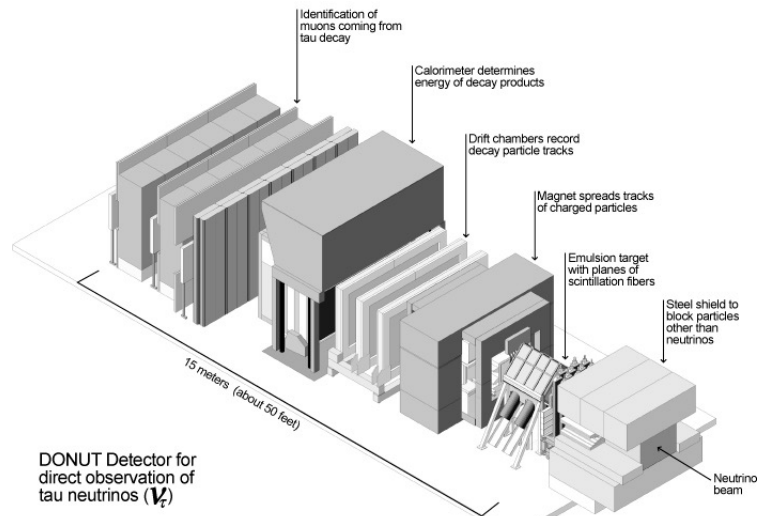 Identification of
muons coming from
tau decay
Calorimeter determines
energy of decay products
Drift chambers record
decay particle tracks
Magnet spreads tracks
of charged particles
Emulsion target
with planes of
scintillation fibers
Steel shield to
block particles
other than
neutrinos
15 meters (about 50 feet)
Neutrino
beam
DONUT Detector for
direct observation of
tau neutrinos (ντ)